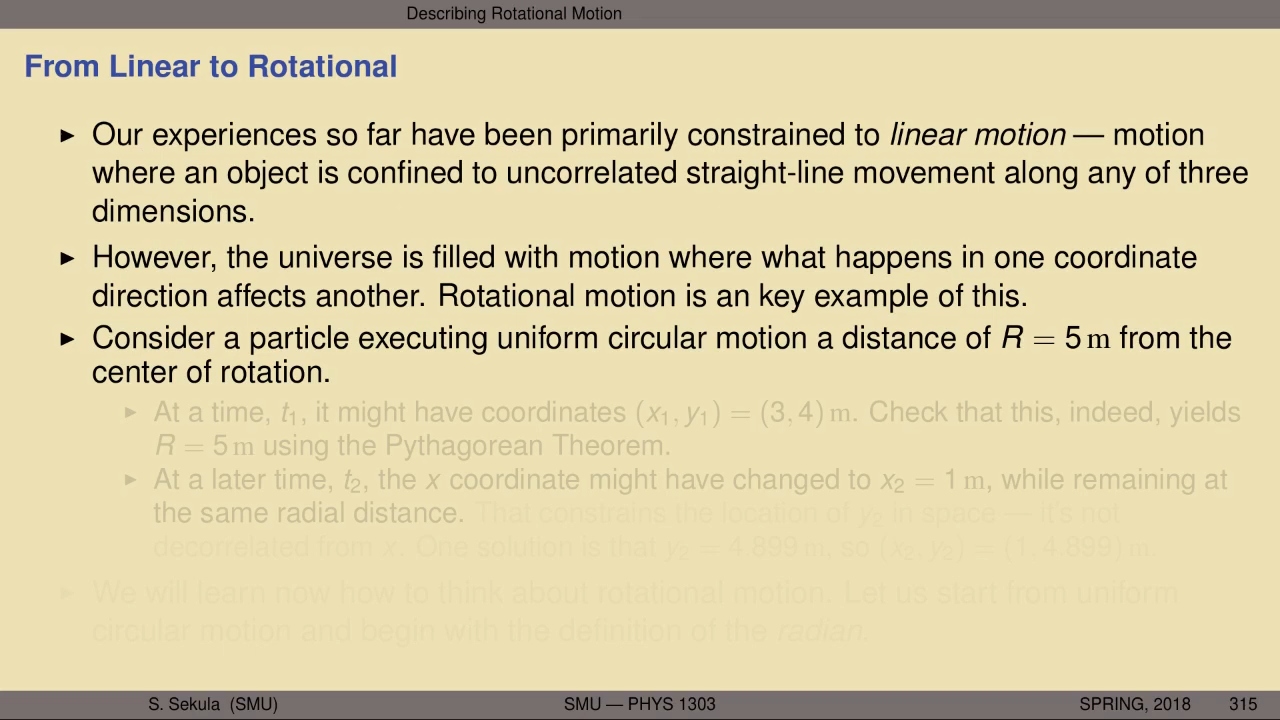 Describing Rotational Motion
From Linear to Rotational
▶ Our experiences so far have been primarily constrained to linear motion — motion
where an object is confined to uncorrelated straight-line movement along any of three
dimensions.
▶ However, the universe is filled with motion where what happens in one coordinate
direction affects another. Rotational motion is an key example of this.
▶ Consider a particle executing uniform circular motion a distance of R = 5 m from the
center of rotation.
▶ At a time, t₁, it might have coordinates (x₁, y₁) = (3, 4) m. Check that this, indeed, yields
R = 5 m using the Pythagorean Theorem.
▶ At a later time, t₂, the x coordinate might have changed to x₂ = 1 m, while remaining at
the same radial distance. That constrains the location of y₂ in space — it's not
decorrelated from x. One solution is that y₂ = 4.899 m, so (x₂, y₂) = (1, 4.899) m.
▶ We will learn now how to think about rotational motion. Let us start from uniform
circular motion and begin with the definition of the radian.
S. Sekula (SMU) SMU — PHYS 1303 SPRING, 2018 315